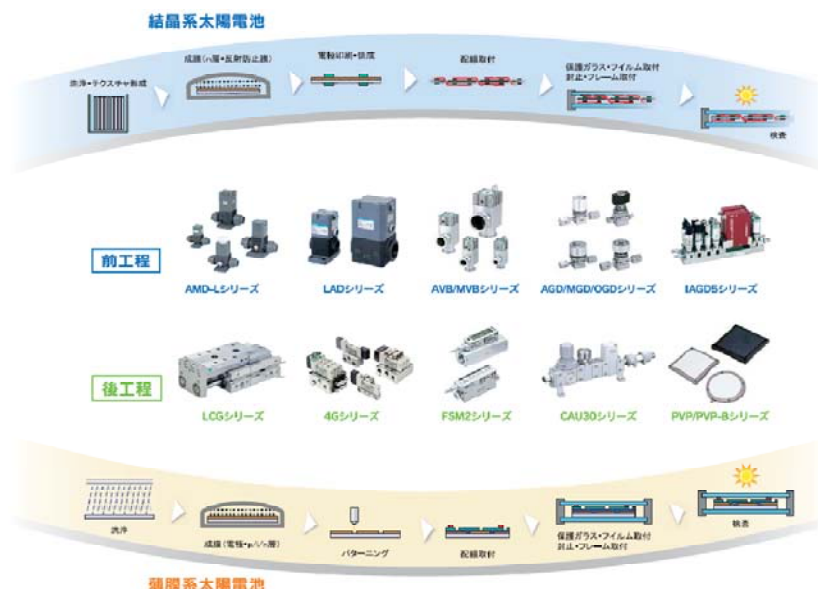 結晶系太陽電池
洗浄・テクスチャ形成
成膜(n層・反射防止膜)
電極印刷・焼成
配線取付
保護ガラス・フイルム取付
封止・フレーム取付
検査
前工程
AMD-Lシリーズ
LADシリーズ
AVB/MVBシリーズ
AGD/MGD/OGDシリーズ
IAGD5シリーズ
後工程
LCGシリーズ
4Gシリーズ
FSM2シリーズ
CAU30シリーズ
PVP/PVP-Bシリーズ
洗浄
成膜(電極・p/i/n層)
パターニング
配線取付
保護ガラス・フイルム取付
封止・フレーム取付
検査
薄膜系太陽電池